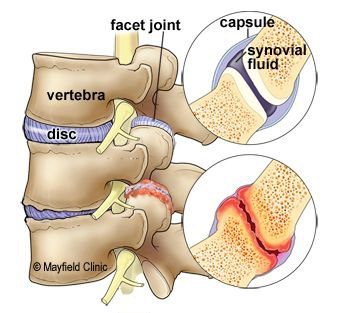 facet joint
capsule
synovial
fluid
vertebra
disc
© Mayfield Clinic